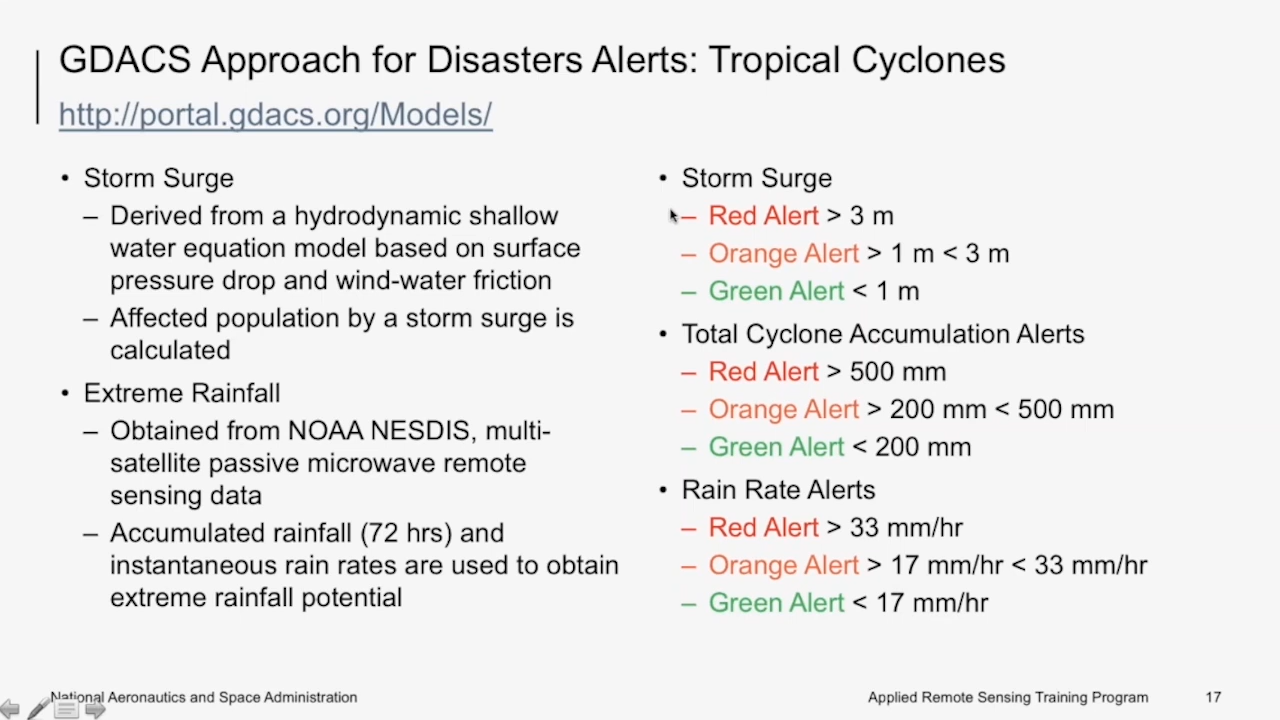 GDACS Approach for Disasters Alerts: Tropical Cyclones
http://portal.gdacs.org/Models/
• Storm Surge
– Derived from a hydrodynamic shallow
water equation model based on surface
pressure drop and wind-water friction
– Affected population by a storm surge is
calculated
• Extreme Rainfall
– Obtained from NOAA NESDIS, multi-
satellite passive microwave remote
sensing data
– Accumulated rainfall (72 hrs) and
instantaneous rain rates are used to obtain
extreme rainfall potential
• Storm Surge
– Red Alert > 3 m
– Orange Alert > 1 m < 3 m
– Green Alert < 1 m
• Total Cyclone Accumulation Alerts
– Red Alert > 500 mm
– Orange Alert > 200 mm < 500 mm
– Green Alert < 200 mm
• Rain Rate Alerts
– Red Alert > 33 mm/hr
– Orange Alert > 17 mm/hr < 33 mm/hr
– Green Alert < 17 mm/hr
National Aeronautics and Space Administration
Applied Remote Sensing Training Program
17